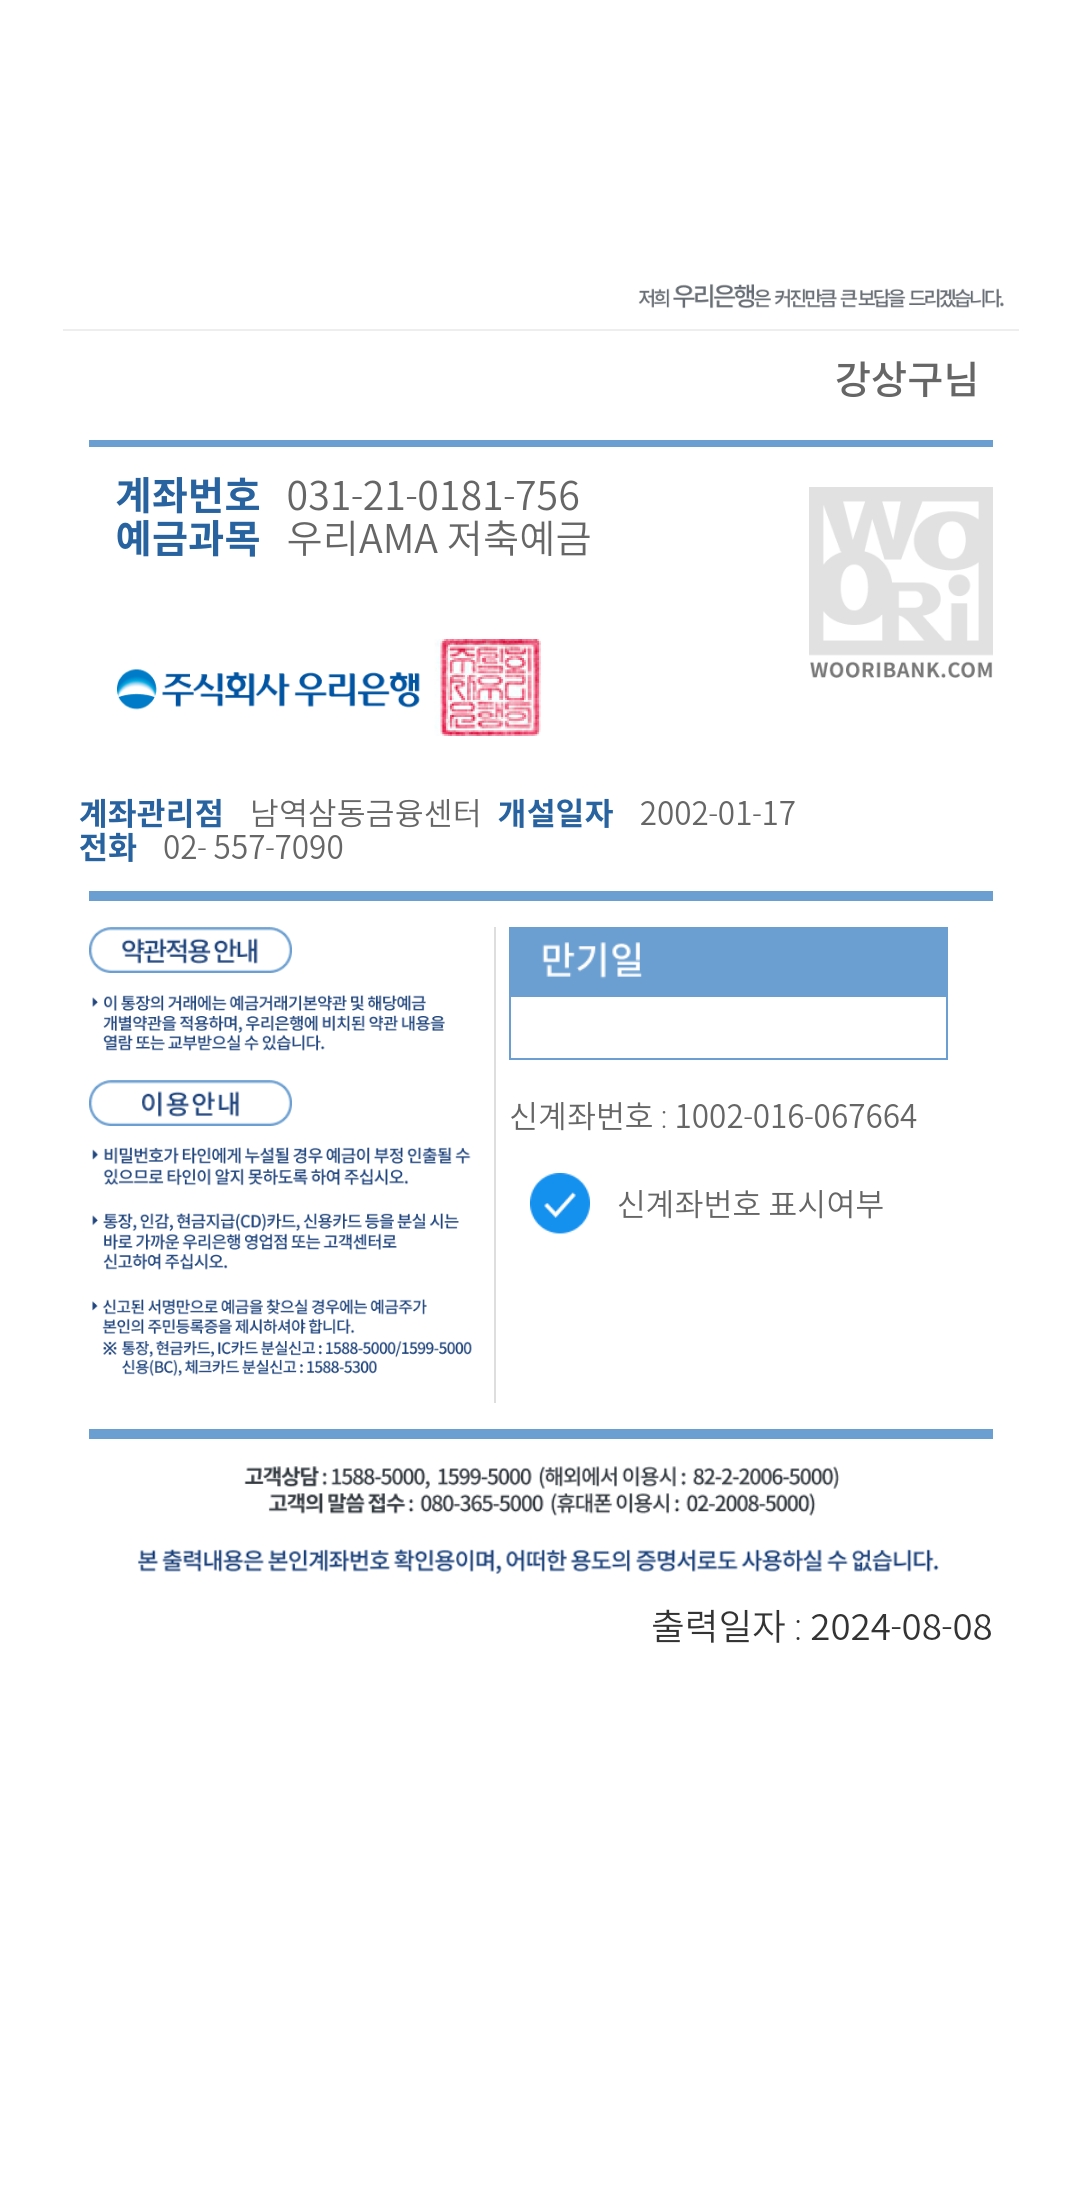 저희 우리은행은 커진만큼 큰 보답을 드리겠습니다.
강상구님
계좌번호 031-21-0181-756
예금과목 우리AMA 저축예금
WOORi
WOORIBANK.COM
주식회사 우리은행
계좌관리점 남역삼동금융센터 개설일자 2002-01-17
전화 02- 557-7090
약관적용 안내
이 통장의 거래에는 예금거래기본약관 및 해당예금
개별약관을 적용하며, 우리은행에 비치된 약관 내용을
열람 또는 교부받으실 수 있습니다.
이용안내
비밀번호가 타인에게 누설될 경우 예금이 부정 인출될 수
있으므로 타인이 알지 못하도록 하여 주십시오.
통장, 인감, 현금지급(CD)카드, 신용카드 등을 분실 시는
바로 가까운 우리은행 영업점 또는 고객센터로
신고하여 주십시오.
신고된 서명만으로 예금을 찾으실 경우에는 예금주가
본인의 주민등록증을 제시하셔야 합니다.
※ 통장, 현금카드, IC카드 분실신고 : 1588-5000/1599-5000
신용(BC), 체크카드 분실신고 : 1588-5300
만기일
신계좌번호 : 1002-016-067664
신계좌번호 표시여부
고객상담 : 1588-5000, 1599-5000 (해외에서 이용시 : 82-2-2006-5000)
고객의 말씀 접수 : 080-365-5000 (휴대폰 이용시 : 02-2008-5000)
본 출력내용은 본인계좌번호 확인용이며, 어떠한 용도의 증명서로도 사용하실 수 없습니다.
출력일자 : 2024-08-08